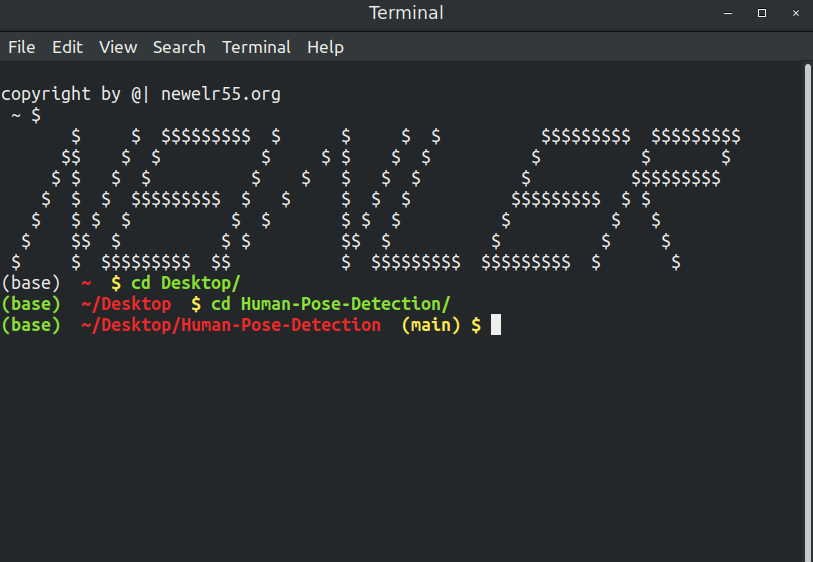 Terminal
File Edit View Search Terminal Help
copyright by @| newelr55.org
 ~ $
       $     $  $$$$$$$$$  $      $     $  $          $$$$$$$$$  $$$$$$$$$
      $$    $  $          $     $ $    $  $          $          $       $
     $ $   $  $          $    $   $   $  $          $          $$$$$$$$$
    $  $  $  $$$$$$$$$  $   $     $  $  $          $$$$$$$$$  $ $
   $   $ $  $          $  $       $ $  $          $          $   $
  $    $$  $          $ $         $$  $          $          $     $
 $     $  $$$$$$$$$  $$           $  $$$$$$$$$  $$$$$$$$$  $       $
(base)  ~  $ cd Desktop/
(base)  ~/Desktop  $ cd Human-Pose-Detection/
(base)  ~/Desktop/Human-Pose-Detection  (main) $